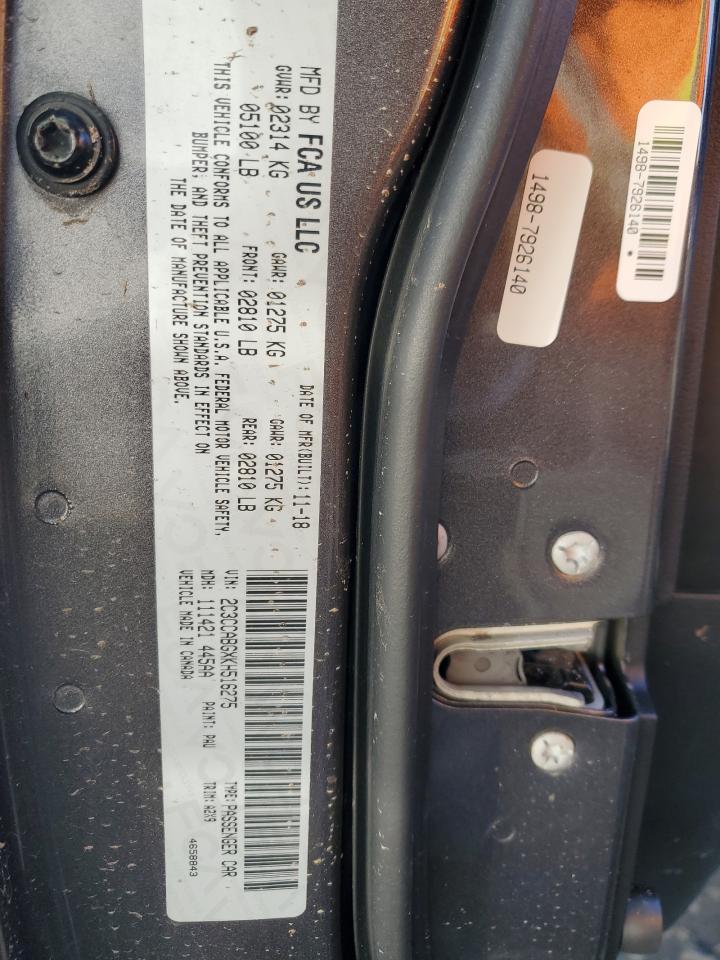 MFD BY FCA US LLC
DATE OF MFR(BUILT): 11-18
GVWR: 02314 KG GAWR: 01275 KG GAWR: 01275 KG
05100 LB FRONT: 02810 LB REAR: 02810 LB
THIS VEHICLE CONFORMS TO ALL APPLICABLE U.S.A. FEDERAL MOTOR VEHICLE SAFETY,
BUMPER, AND THEFT PREVENTION STANDARDS IN EFFECT ON
THE DATE OF MANUFACTURE SHOWN ABOVE.
VIN: 2C3CCABGXKH516275 TYPE: PASSENGER CAR
MDH: 111421 445AA PAINT: PAU TRIM: A2X9
VEHICLE MADE IN CANADA
4658843
1498-7926140
1498-7926140 *